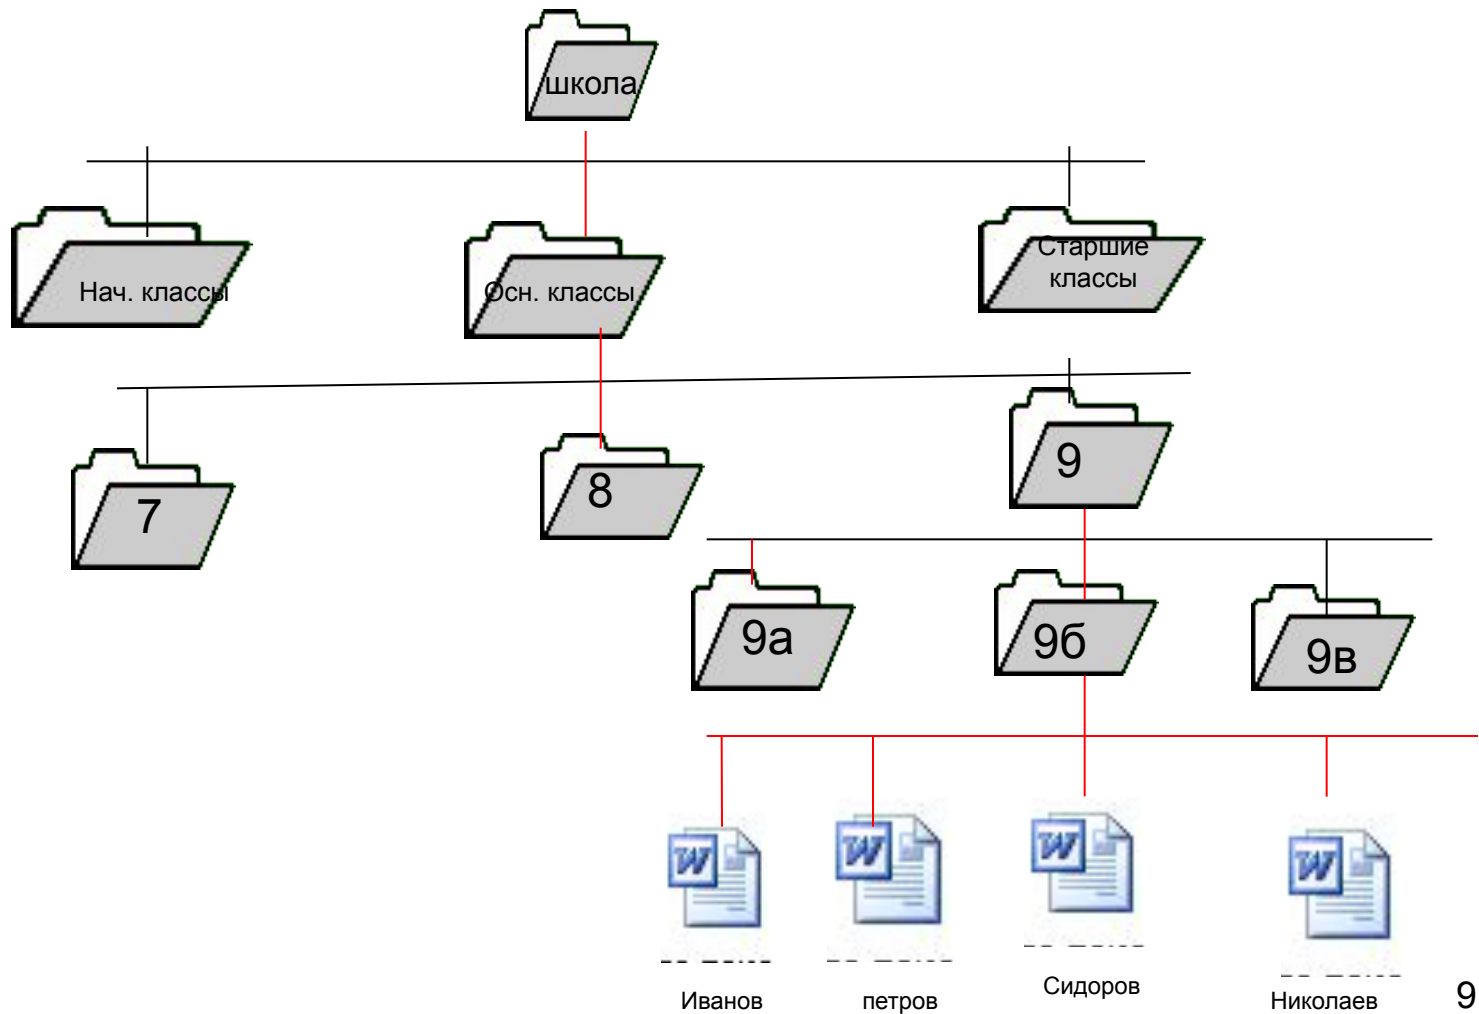 школа
Нач. классы
Осн. классы
Старшие
классы
7
8
9
9а
9б
9в
W
W
W
W
Иванов
петров
Сидоров
Николаев
9